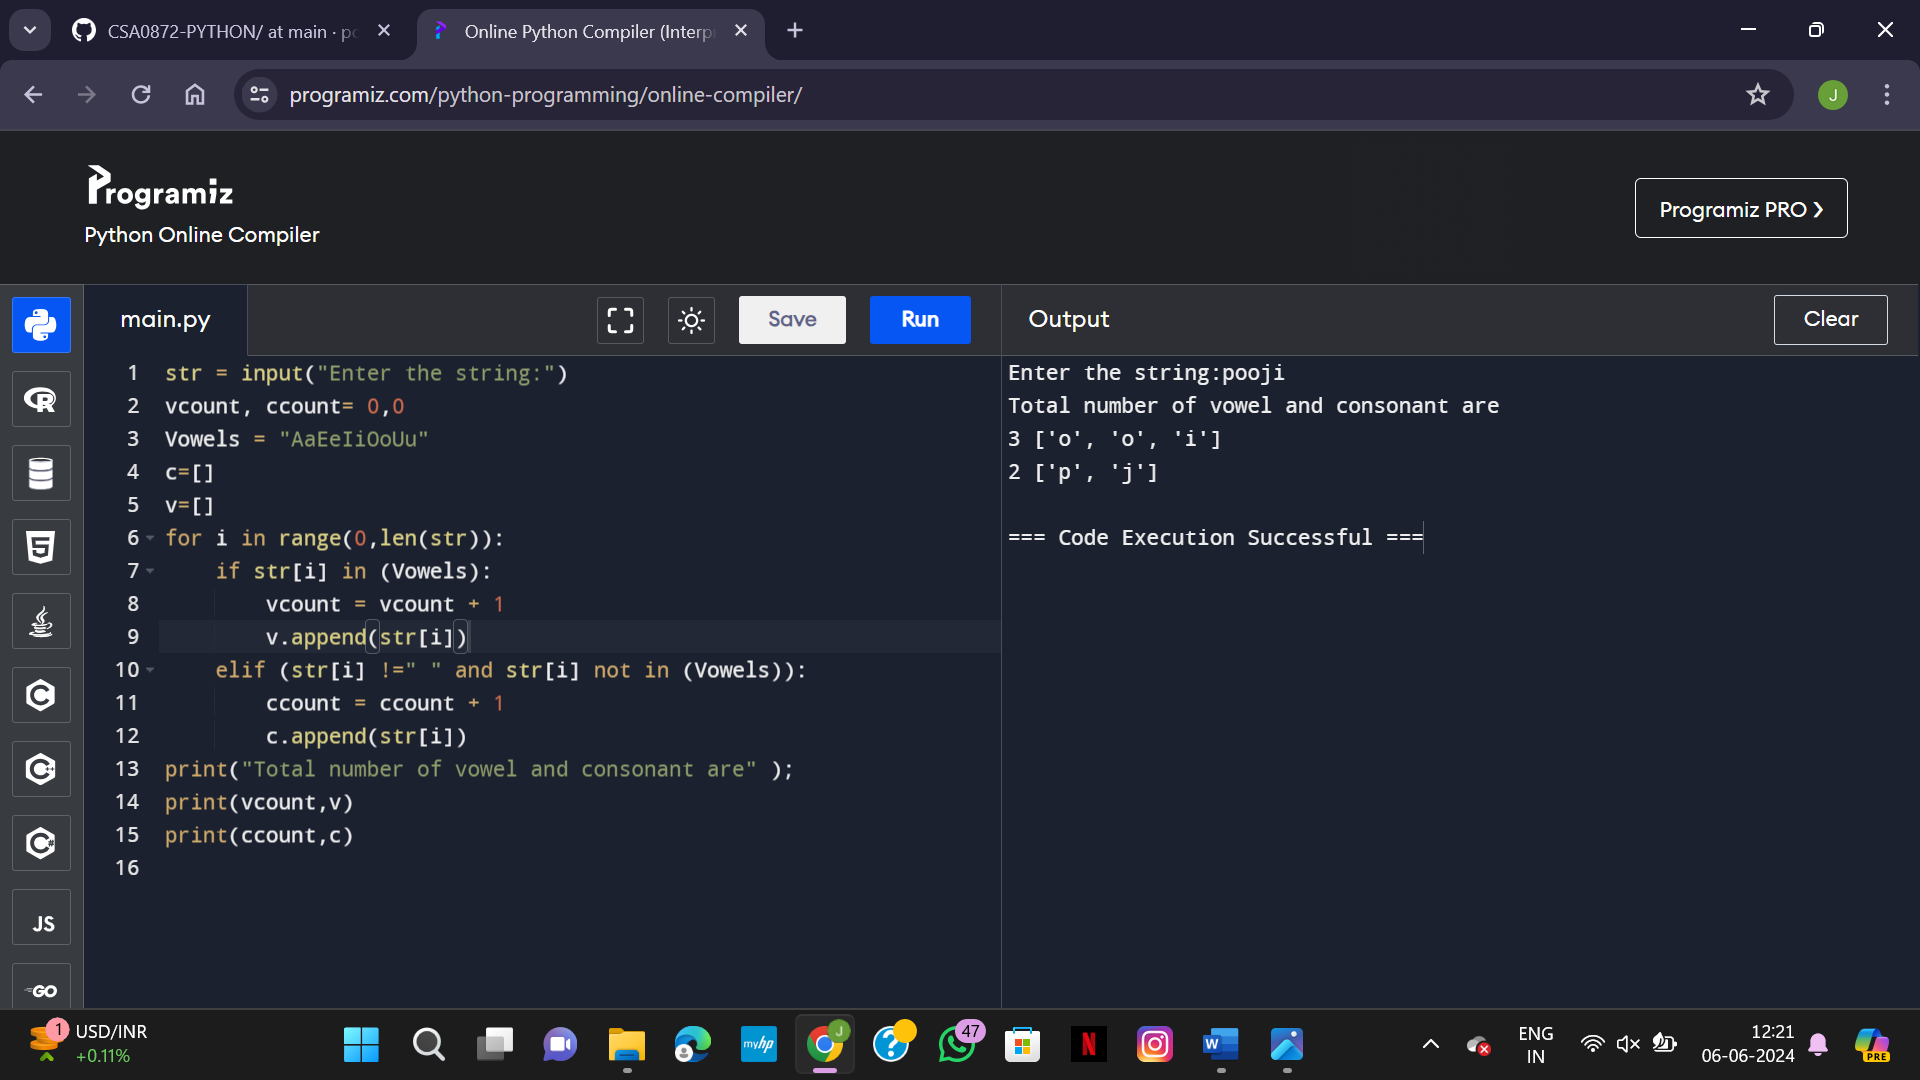 CSA0872-PYTHON/ at main · po
Online Python Compiler (Interp
programiz.com/python-programming/online-compiler/
J
Programiz
Python Online Compiler
Programiz PRO ❯
main.py
Save
Run
Output
Clear
1 str = input("Enter the string:")
2 vcount, ccount= 0,0
3 Vowels = "AaEeIiOoUu"
4 c=[]
5 v=[]
6 for i in range(0,len(str)):
7 if str[i] in (Vowels):
8 vcount = vcount + 1
9 v.append(str[i])
10 elif (str[i] !=" " and str[i] not in (Vowels)):
11 ccount = ccount + 1
12 c.append(str[i])
13 print("Total number of vowel and consonant are" );
14 print(vcount,v)
15 print(ccount,c)
16
Enter the string:pooji
Total number of vowel and consonant are
3 ['o', 'o', 'i']
2 ['p', 'j']
=== Code Execution Successful ===
R
5
C
C++
C#
JS
GO
1
USD/INR
+0.11%
myhp
J
?
47
N
W
ENG
IN
12:21
06-06-2024
PRE